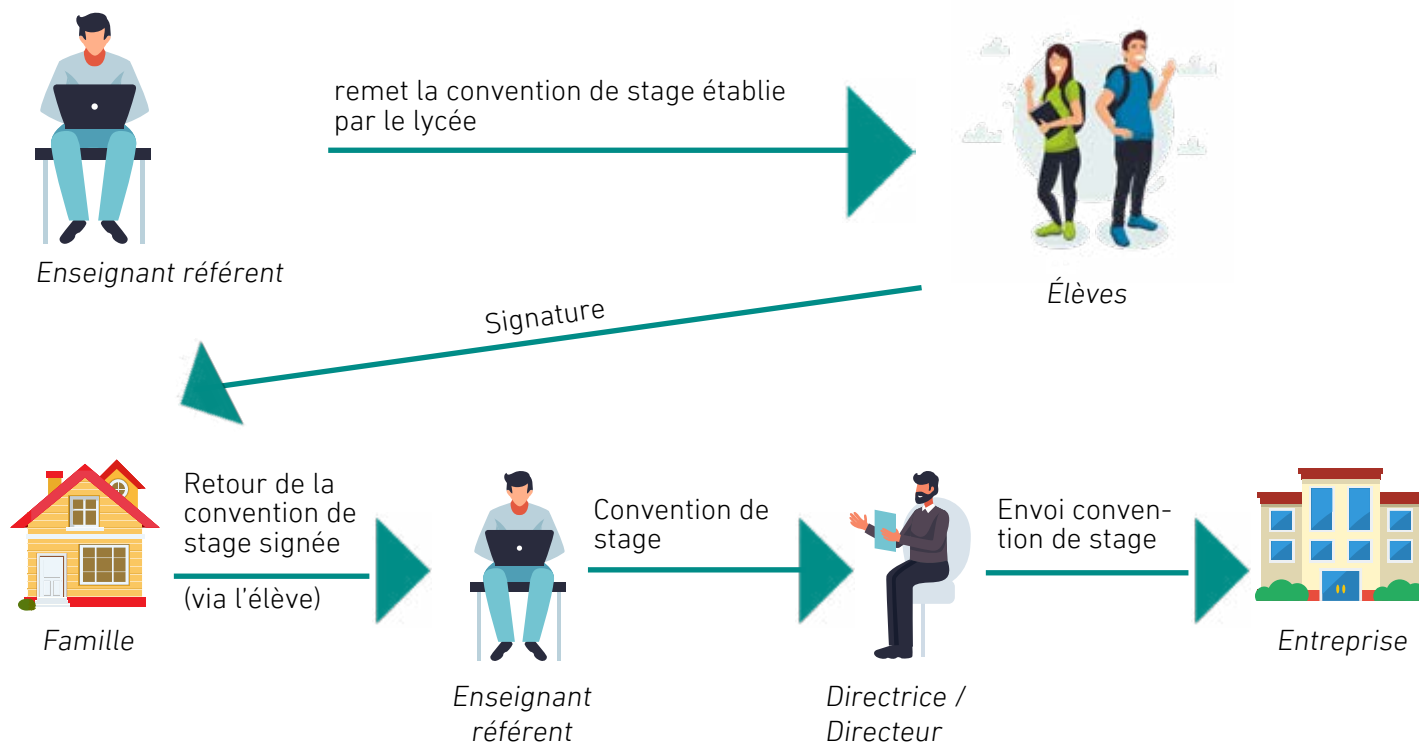 remet la convention de stage établie
par le lycée
Enseignant référent
Élèves
Signature
Retour de la
convention de
stage signée
(via l'élève)
Convention de
stage
Envoi conven-
tion de stage
Famille
Enseignant
référent
Directrice /
Directeur
Entreprise